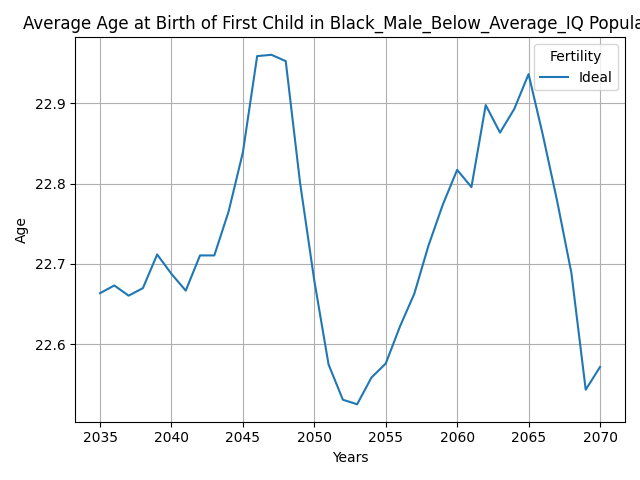 Average Age at Birth of First Child in Black_Male_Below_Average_IQ Popula
Fertility
Ideal
Age
22.9
22.8
22.7
22.6
2035 2040 2045 2050 2055 2060 2065 2070
Years